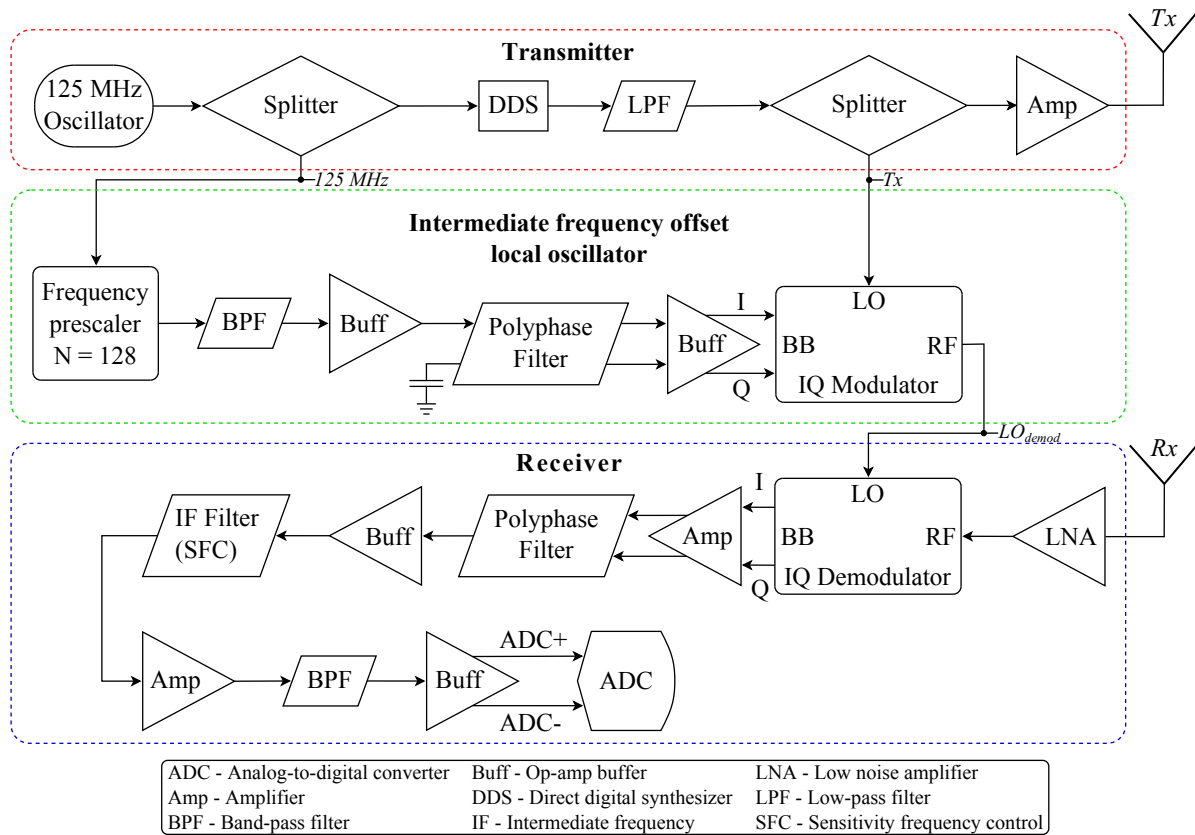 Tx
Transmitter
125 MHz
Oscillator
Splitter
DDS
LPF
Splitter
Amp
125 MHz
Tx
Intermediate frequency offset
local oscillator
Frequency
prescaler
N = 128
BPF
Buff
Polyphase
Filter
Buff
I
Q
LO
BB
RF
IQ Modulator
LOdemod
Receiver
Rx
IF Filter
(SFC)
Buff
Polyphase
Filter
Amp
I
Q
LO
BB
RF
IQ Demodulator
LNA
Amp
BPF
Buff
ADC+
ADC-
ADC
ADC - Analog-to-digital converter
Buff - Op-amp buffer
LNA - Low noise amplifier
Amp - Amplifier
DDS - Direct digital synthesizer
LPF - Low-pass filter
BPF - Band-pass filter
IF - Intermediate frequency
SFC - Sensitivity frequency control